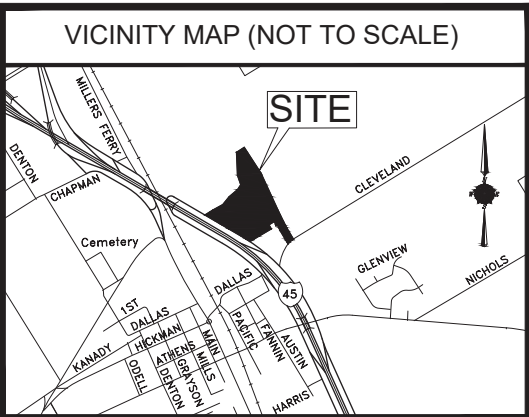 VICINITY MAP (NOT TO SCALE)
SITE
MILLERS FERRY
DENTON
CHAPMAN
CLEVELAND
Cemetery
GLENVIEW
NICHOLS
DALLAS
45
1ST
DALLAS
HICKMAN
KANADY
ATHENS
MAIN
PACIFIC
FANNIN
AUSTIN
ODELL
DENTON
GRAYSON
MILLS
HARRIS